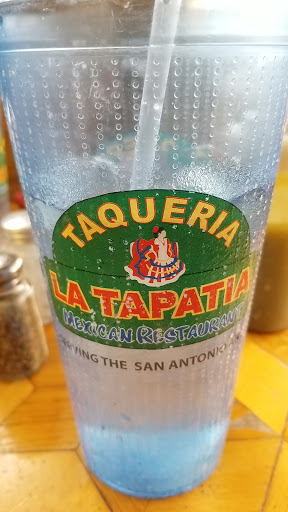 TAQUERIA
LA TAPATIA
MEXICAN RESTAURANT
SERVING THE SAN ANTONIO